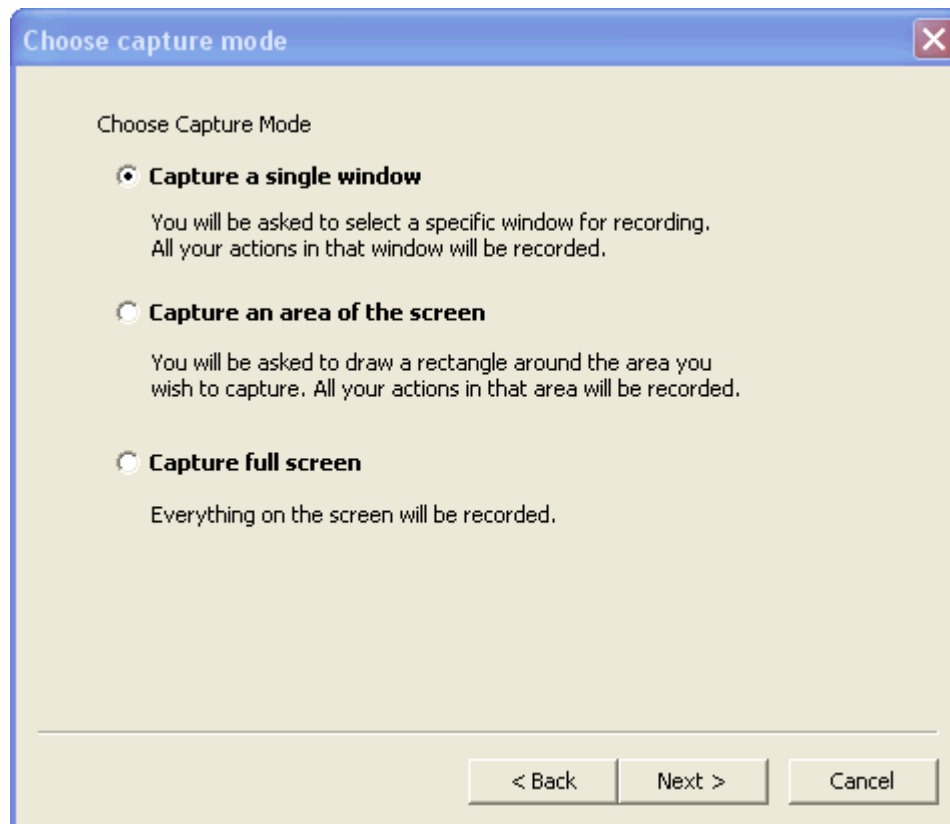 Choose capture mode
Choose Capture Mode
Capture a single window
You will be asked to select a specific window for recording.
All your actions in that window will be recorded.
Capture an area of the screen
You will be asked to draw a rectangle around the area you
wish to capture. All your actions in that area will be recorded.
Capture full screen
Everything on the screen will be recorded.
< Back
Next >
Cancel